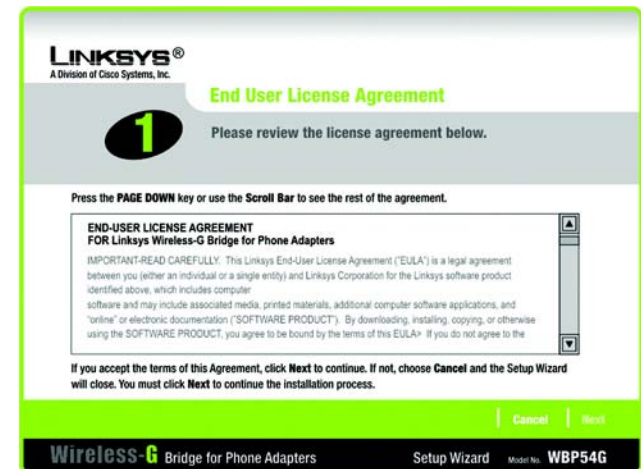 LINKSYS®
A Division of Cisco Systems, Inc.
End User License Agreement
1
Please review the license agreement below.
Press the PAGE DOWN key or use the Scroll Bar to see the rest of the agreement.
END-USER LICENSE AGREEMENT
FOR Linksys Wireless-G Bridge for Phone Adapters
IMPORTANT-READ CAREFULLY: This Linksys End-User License Agreement ("EULA") is a legal agreement
between you (either an individual or a single entity) and Linksys Corporation for the Linksys software product
identified above, which includes computer
software and may include associated media, printed materials, additional computer software applications, and
"online" or electronic documentation ("SOFTWARE PRODUCT"). By downloading, installing, copying, or otherwise
using the SOFTWARE PRODUCT, you agree to be bound by the terms of this EULA> If you do not agree to the
If you accept the terms of this Agreement, click Next to continue. If not, choose Cancel and the Setup Wizard
will close. You must click Next to continue the installation process.
Cancel Next
Wireless-G Bridge for Phone Adapters Setup Wizard Model No. WBP54G